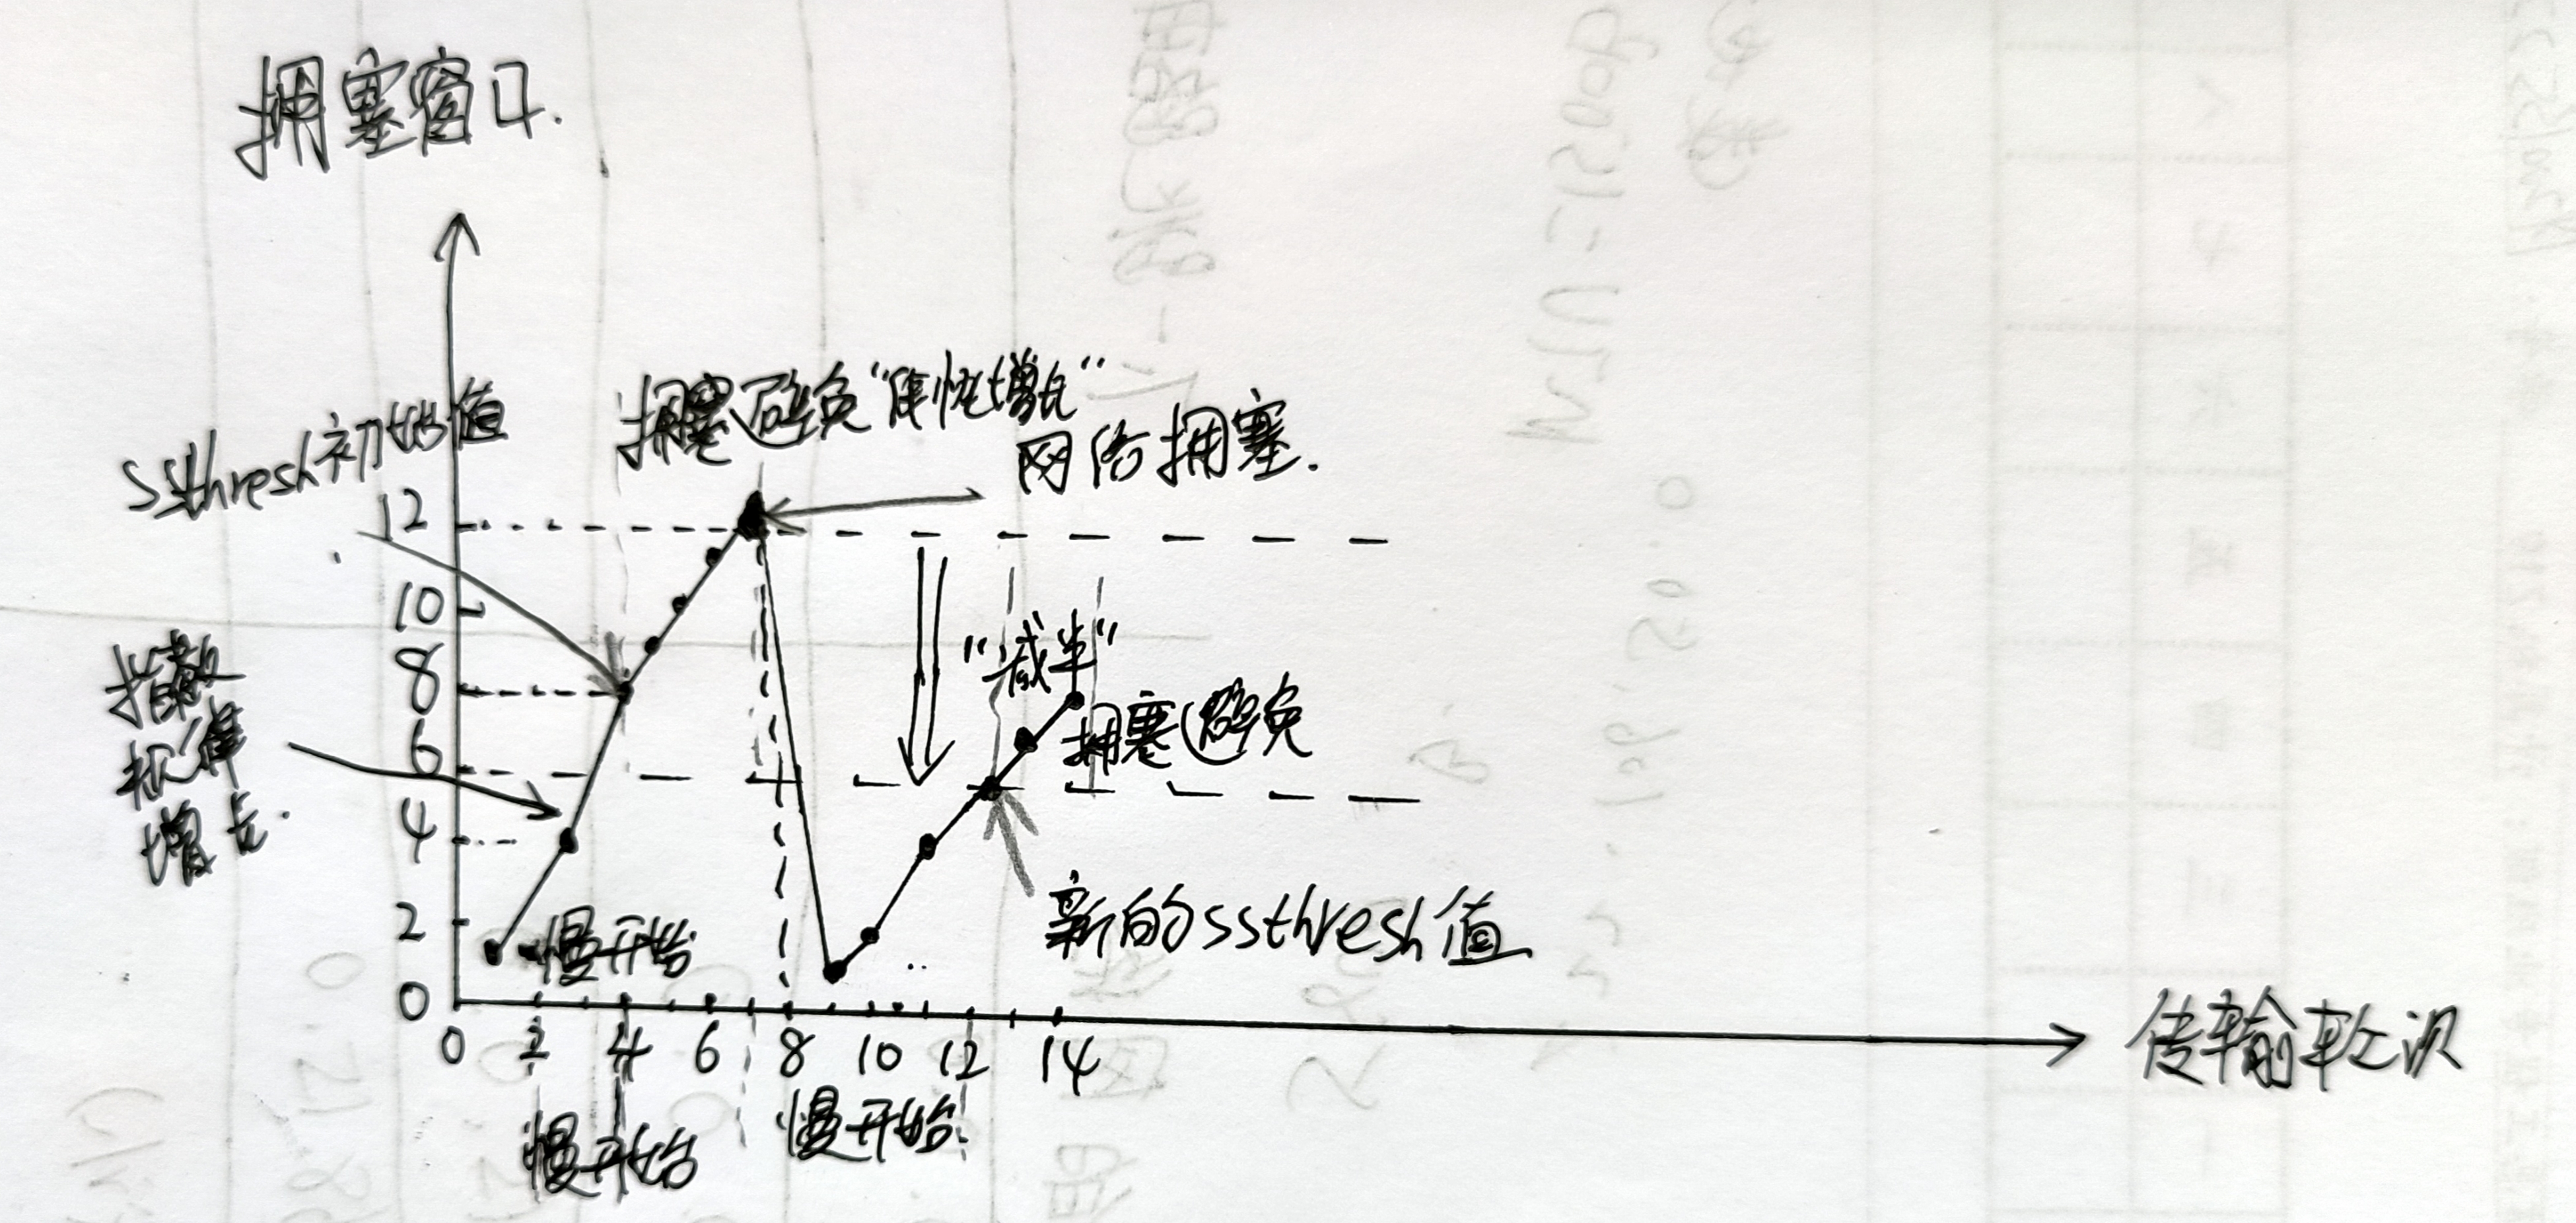 拥塞窗口.
拥塞避免“线性增长”
ssthresh初始值
网络拥塞.
12
10
8
6
4
2
0
指数
规律
增长.
“减半”
拥塞避免
新的ssthresh值
慢开始
0 2 4 6 8 10 12 14
传输轮次
慢开始
慢开始.